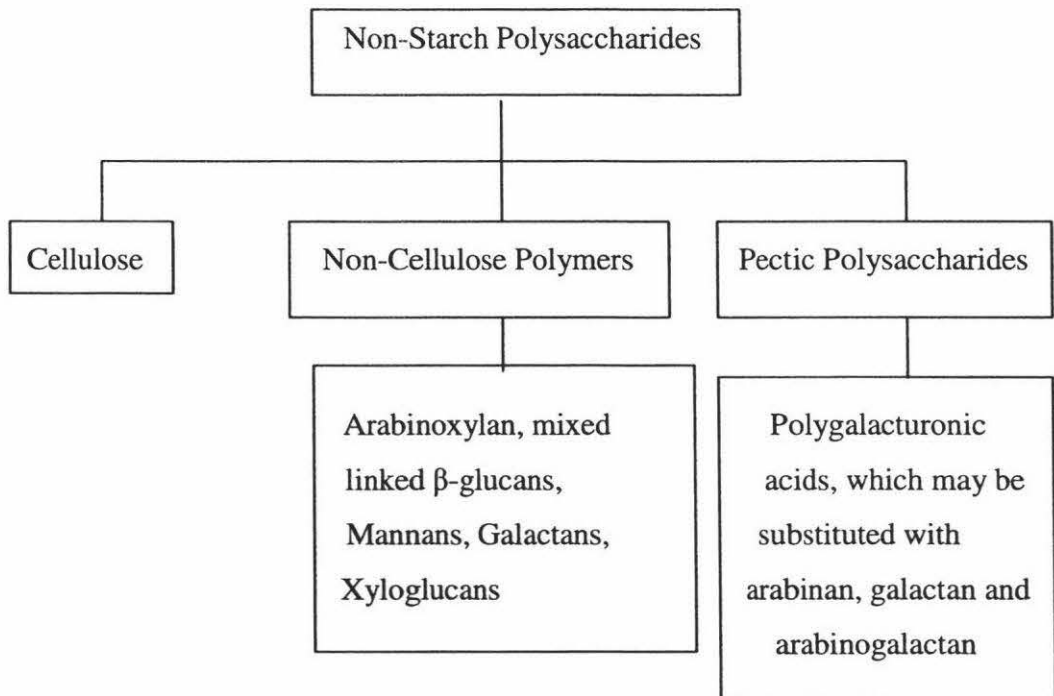 Non-Starch Polysaccharides
Cellulose
Non-Cellulose Polymers
Pectic Polysaccharides
Arabinoxylan, mixed
linked β-glucans,
Mannans, Galactans,
Xyloglucans
Polygalacturonic
acids, which may be
substituted with
arabinan, galactan and
arabinogalactan